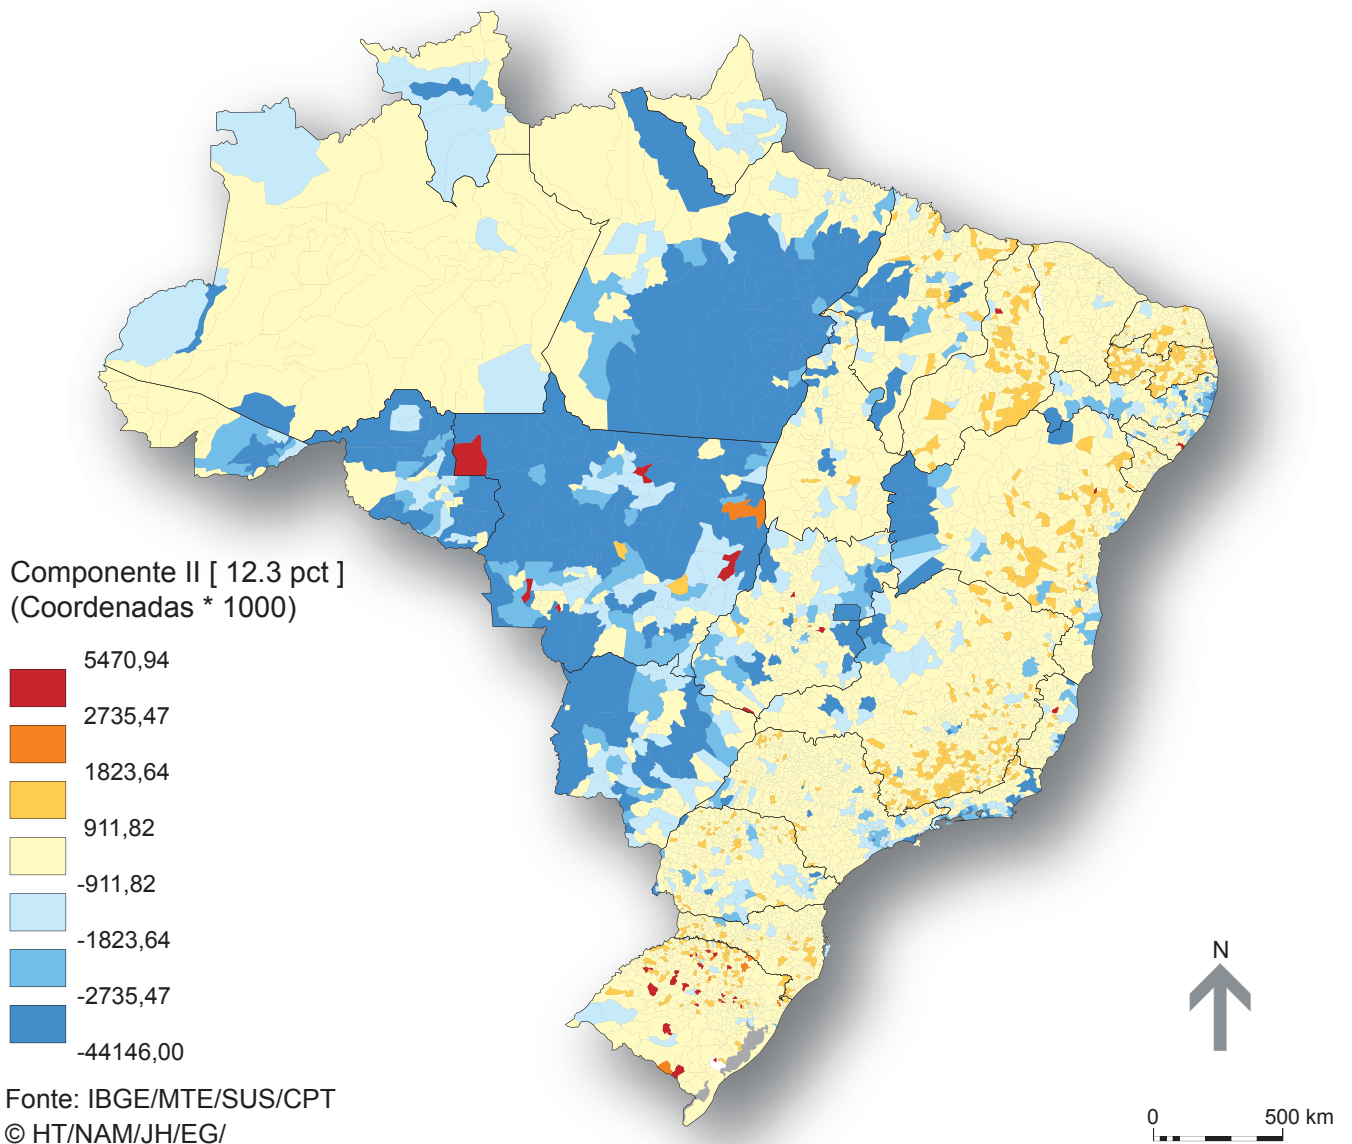 Componente II [ 12.3 pct ]
(Coordenadas * 1000)
5470,94
2735,47
1823,64
911,82
-911,82
-1823,64
-2735,47
-44146,00
Fonte: IBGE/MTE/SUS/CPT
© HT/NAM/JH/EG/
N
0 500 km